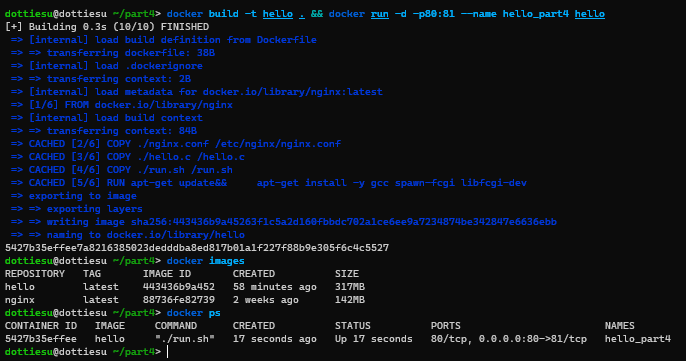 dottiesu@dottiesu ~/part4> docker build -t hello . && docker run -d -p80:81 --name hello_part4 hello
[+] Building 0.3s (10/10) FINISHED
=> [internal] load build definition from Dockerfile
=> => transferring dockerfile: 38B
=> [internal] load .dockerignore
=> => transferring context: 2B
=> [internal] load metadata for docker.io/library/nginx:latest
=> [1/6] FROM docker.io/library/nginx
=> [internal] load build context
=> => transferring context: 84B
=> CACHED [2/6] COPY ./nginx.conf /etc/nginx/nginx.conf
=> CACHED [3/6] COPY ./hello.c /hello.c
=> CACHED [4/6] COPY ./run.sh /run.sh
=> CACHED [5/6] RUN apt-get update&&     apt-get install -y gcc spawn-fcgi libfcgi-dev
=> exporting to image
=> => exporting layers
=> => writing image sha256:443436b9a45263f1c5a2d160fbbdc702a1ce6ee9a7234874be342847e6636ebb
=> => naming to docker.io/library/hello
5427b35effee7a8216385023dedddba8ed817b01a1f227f88b9e305f6c4c5527
dottiesu@dottiesu ~/part4> docker images
REPOSITORY   TAG      IMAGE ID       CREATED          SIZE
hello        latest   443436b9a452   58 minutes ago   317MB
nginx        latest   88736fe82739   2 weeks ago      142MB
dottiesu@dottiesu ~/part4> docker ps
CONTAINER ID   IMAGE   COMMAND      CREATED          STATUS          PORTS                        NAMES
5427b35effee   hello   "./run.sh"   17 seconds ago   Up 17 seconds   80/tcp, 0.0.0.0:80->81/tcp   hello_part4
dottiesu@dottiesu ~/part4>